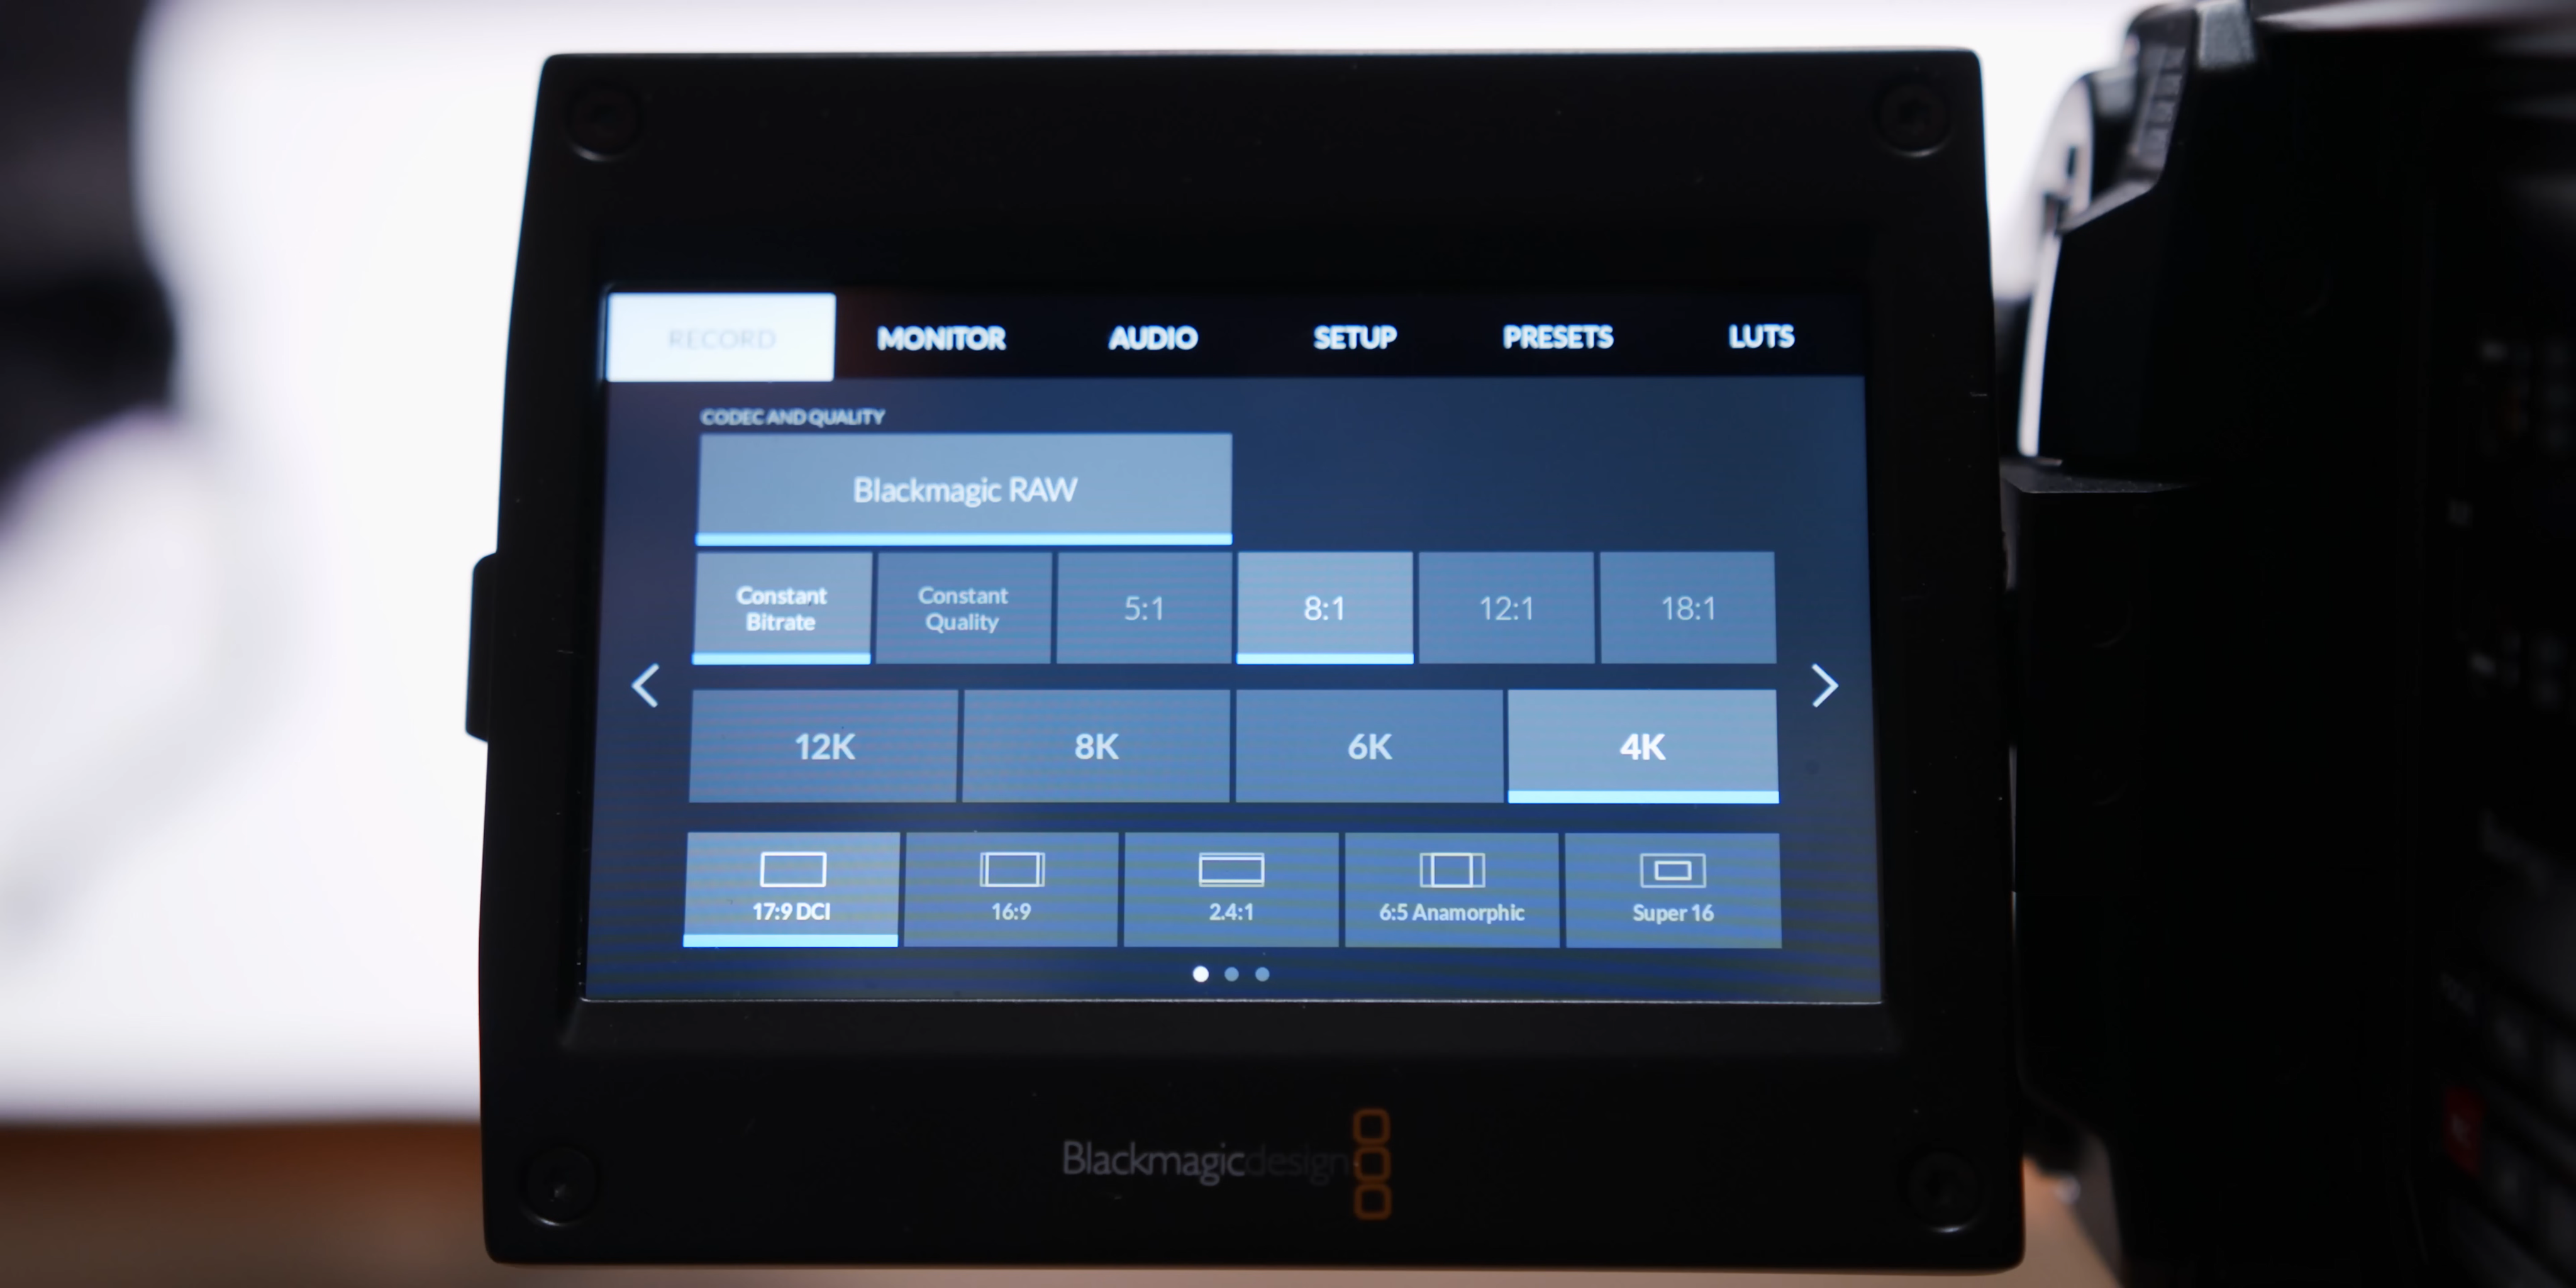 RECORD MONITOR AUDIO SETUP PRESETS LUTS
CODEC AND QUALITY
Blackmagic RAW
Constant Bitrate
Constant Quality
5:1
8:1
12:1
18:1
12K 8K 6K 4K
17:9 DCI 16:9 2.4:1 6:5 Anamorphic Super 16
Blackmagicdesign